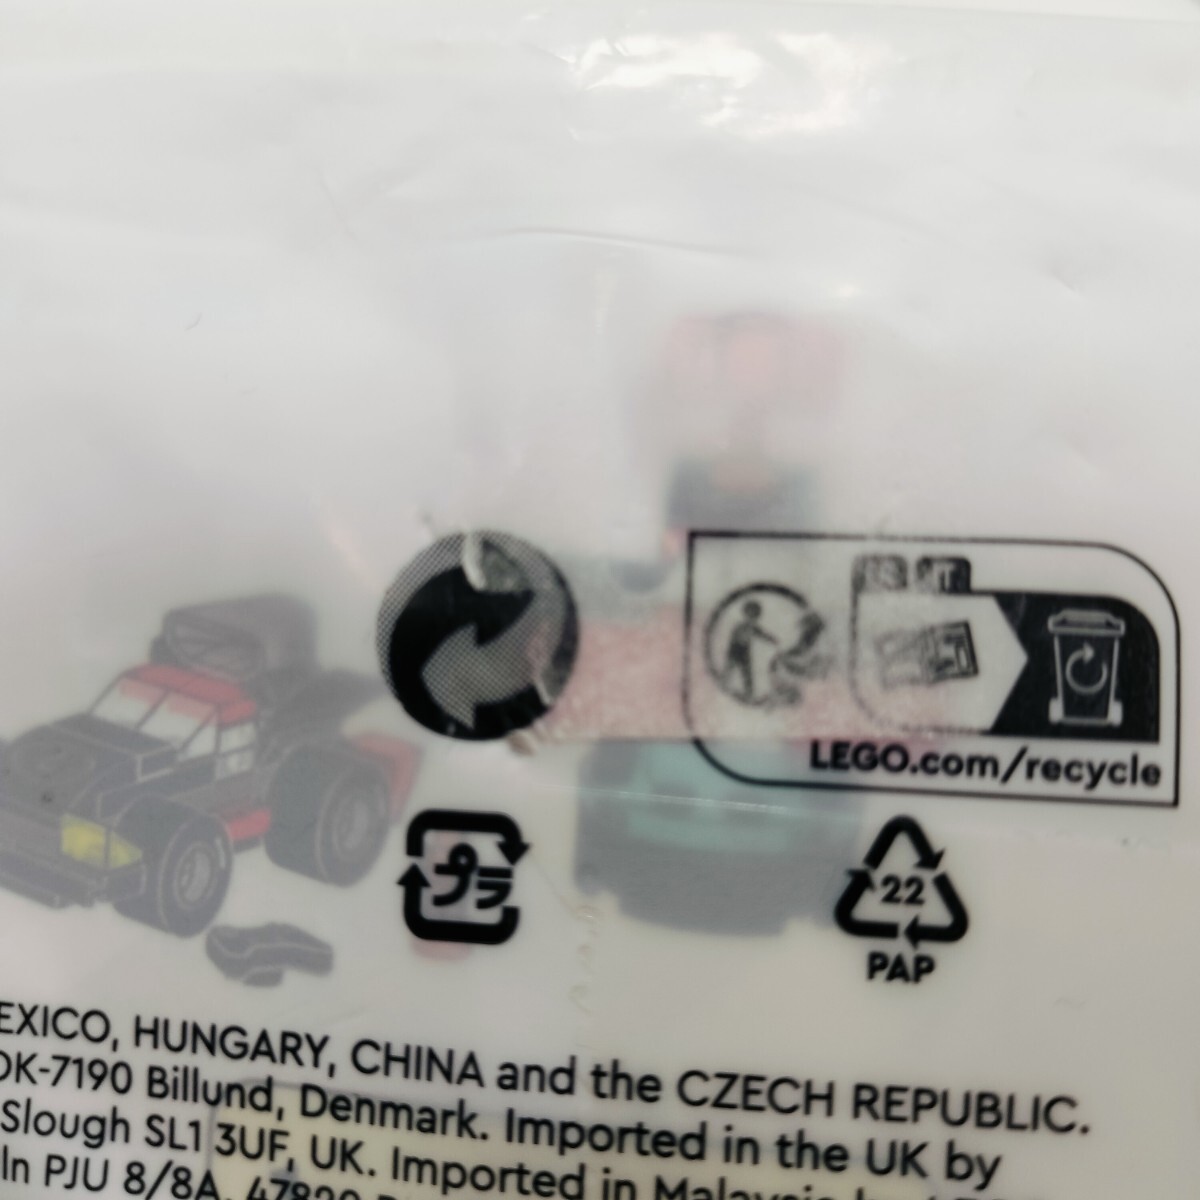 LEGO.com/recycle
プラ
22
PAP
EXICO, HUNGARY, CHINA and the CZECH REPUBLIC.
DK-7190 Billund, Denmark. Imported in the UK by
Slough SL1 3UF, UK. Imported in Malaysia
ln PJU 8/8A, 47820